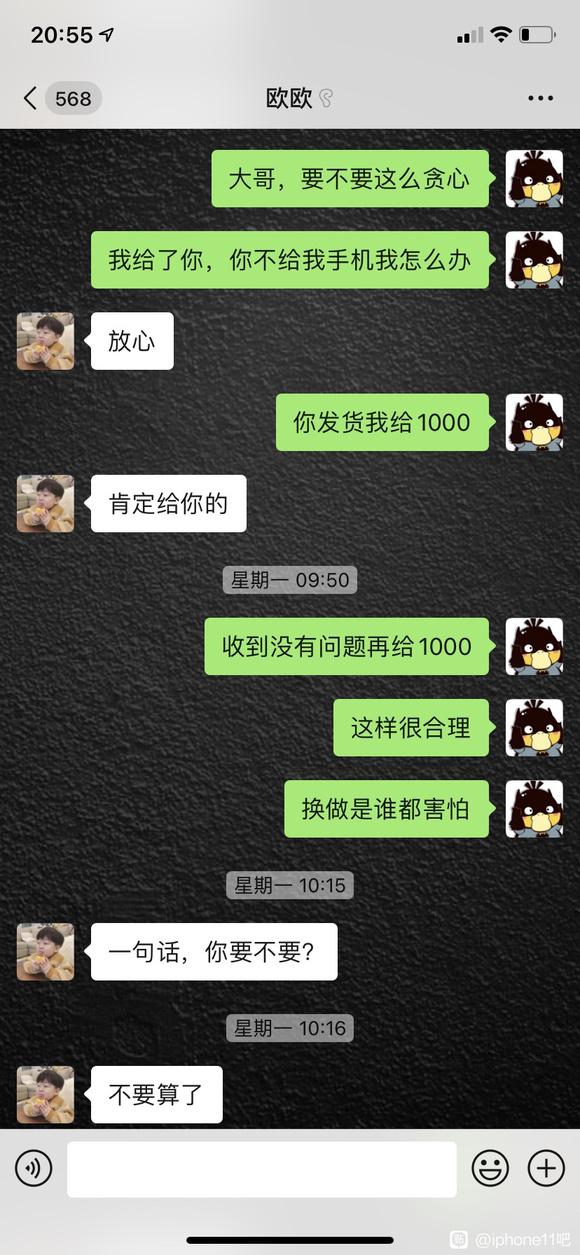 20:55
568
欧欧
大哥，要不要这么贪心
我给了你，你不给我手机我怎么办
放心
你发货我给1000
肯定给你的
星期一 09:50
收到没有问题再给1000
这样很合理
换做是谁都害怕
星期一 10:15
一句话，你要不要？
星期一 10:16
不要算了
贴 @iphone11吧